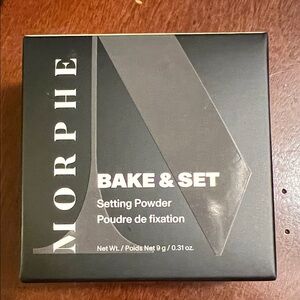 MORPHE
BAKE & SET
Setting Powder
Poudre de fixation
Net Wt. / Poids Net 9 g / 0.31 oz.